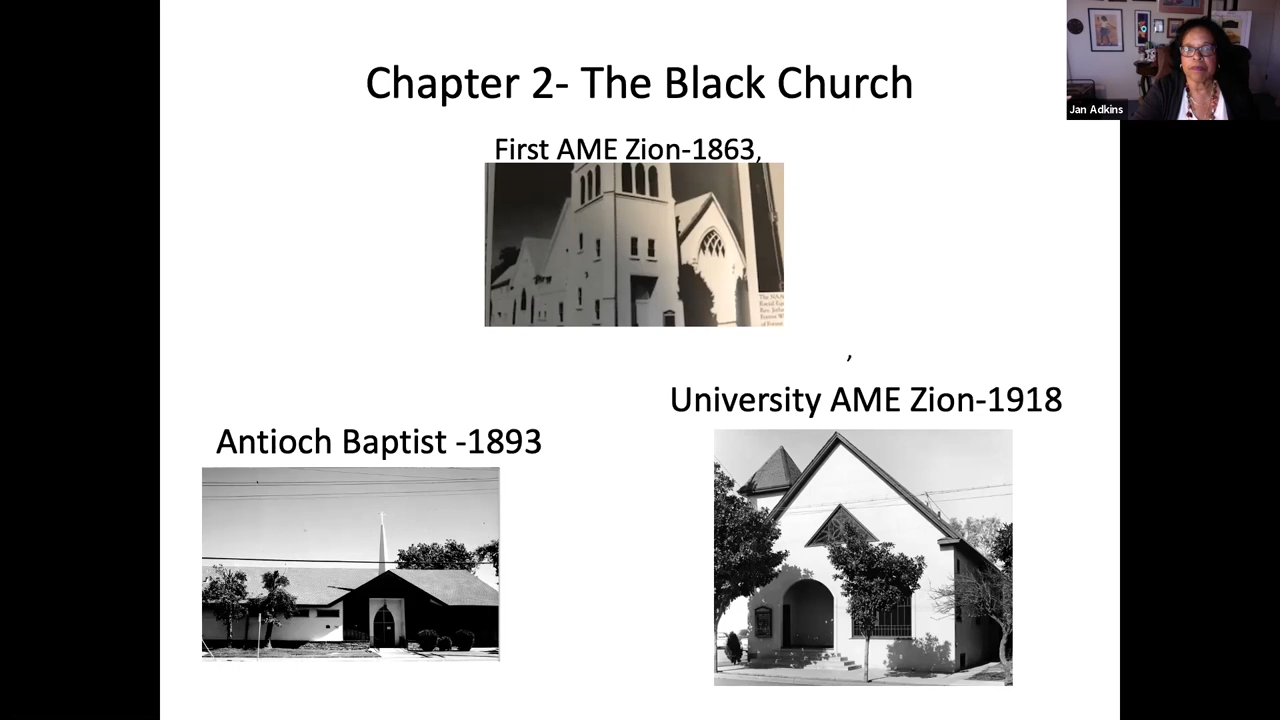 Chapter 2- The Black Church
Jan Adkins
First AME Zion-1863,
,
University AME Zion-1918
Antioch Baptist -1893